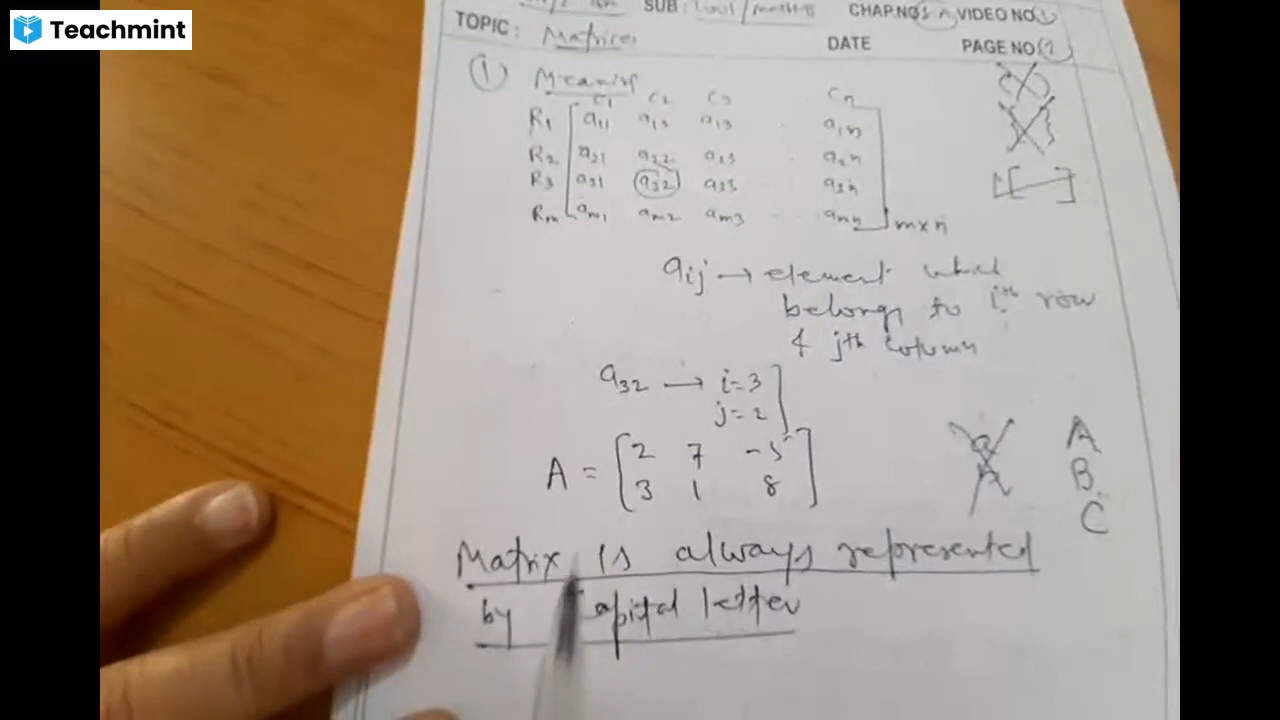 Teachmint
SUB: CHAP.NO: VIDEO NO. 1
TOPIC: Matrices DATE PAGE NO. 1
① Meaning
C1 C2 C3 Cn
R1 a11 a12 a13 .. a1n
R2 a21 a22 a23 .. a2n
R3 a31 a32 a33 a3n
Rm am1 am2 am3 .. amn m×n
aij → element which
belongs to ith row
& jth column
a32 → i=3
j=2
A = [2 7 -5
3 1 8]
A
B
C
Matrix is always represented
by capital letter